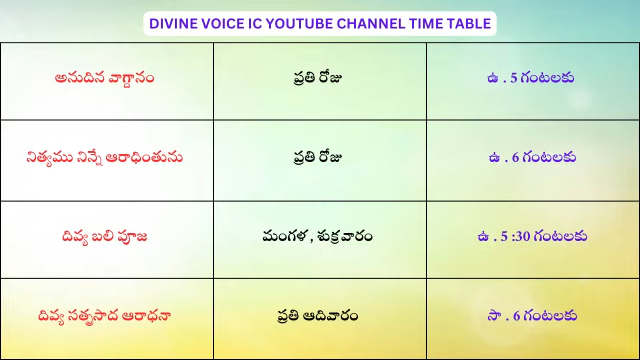 DIVINE VOICE IC YOUTUBE CHANNEL TIME TABLE
అనుదిన వాగ్దానం ప్రతి రోజు ఉ . 5 గంటలకు
నిత్యము నిన్నే ఆరాధింతును ప్రతి రోజు ఉ . 6 గంటలకు
దివ్య బలి పూజ మంగళ , శుక్రవారం ఉ . 5 :30 గంటలకు
దివ్య సత్ప్రసాద ఆరాధనా ప్రతి ఆదివారం సా . 6 గంటలకు